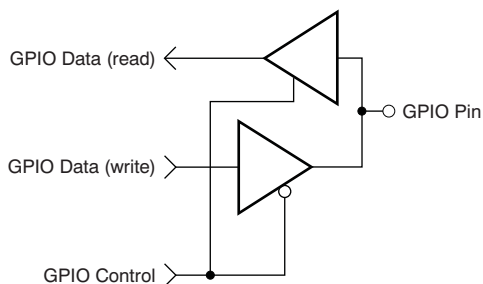 GPIO Data (read)
GPIO Pin
GPIO Data (write)
GPIO Control